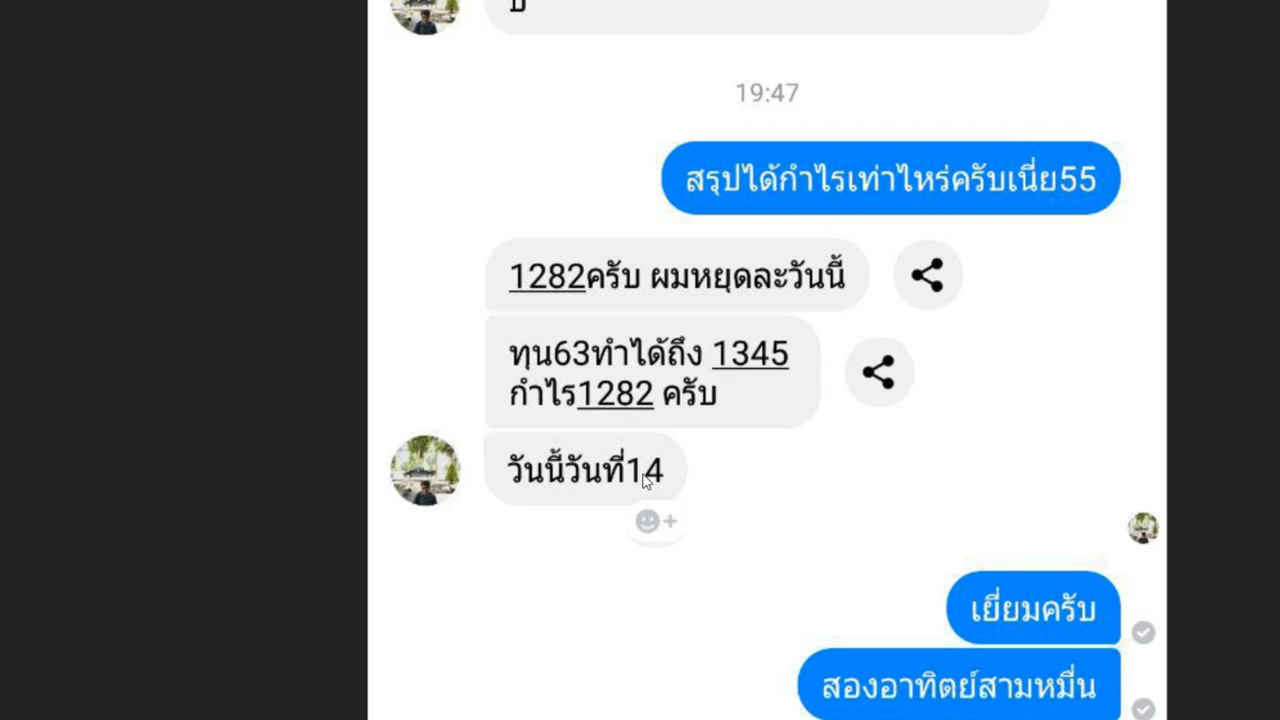 19:47
สรุปได้กำไรเท่าไหร่ครับเนี่ย55
1282ครับ ผมหยุดละวันนี้
ทุน63ทำได้ถึง 1345
กำไร1282 ครับ
วันนี้วันที่14
เยี่ยมครับ
สองอาทิตย์สามหมื่น